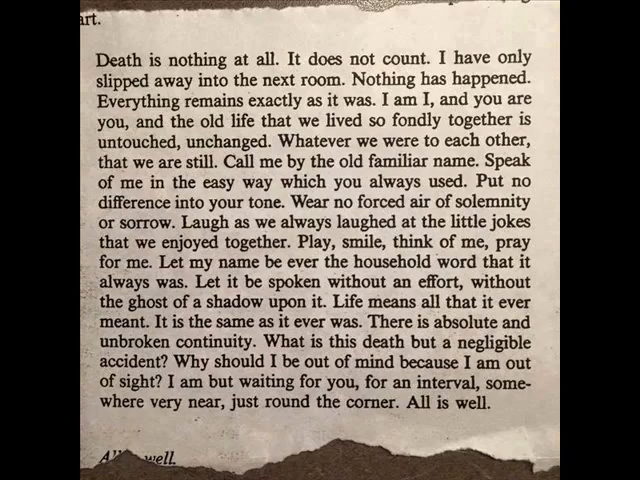 art.
Death is nothing at all. It does not count. I have only
slipped away into the next room. Nothing has happened.
Everything remains exactly as it was. I am I, and you are
you, and the old life that we lived so fondly together is
untouched, unchanged. Whatever we were to each other,
that we are still. Call me by the old familiar name. Speak
of me in the easy way which you always used. Put no
difference into your tone. Wear no forced air of solemnity
or sorrow. Laugh as we always laughed at the little jokes
that we enjoyed together. Play, smile, think of me, pray
for me. Let my name be ever the household word that it
always was. Let it be spoken without an effort, without
the ghost of a shadow upon it. Life means all that it ever
meant. It is the same as it ever was. There is absolute and
unbroken continuity. What is this death but a negligible
accident? Why should I be out of mind because I am out
of sight? I am but waiting for you, for an interval, some-
where very near, just round the corner. All is well.
well.